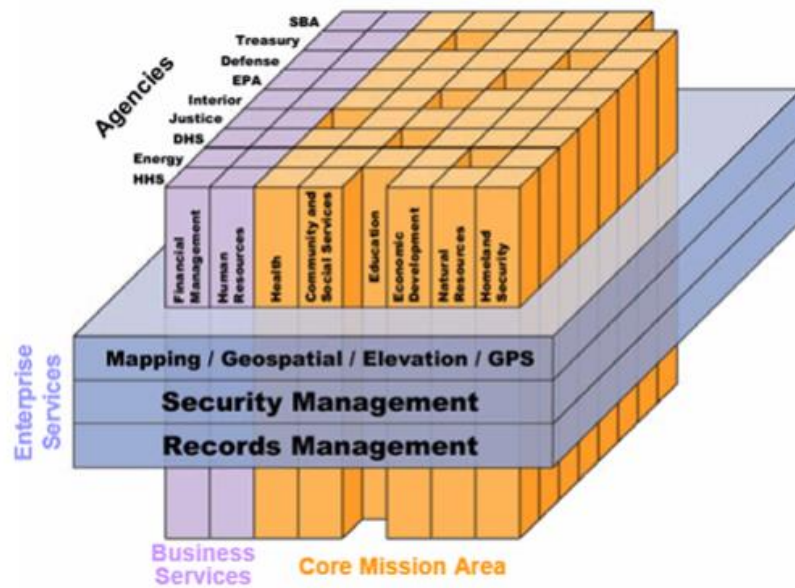 SBA
Treasury
Defense
EPA
Interior
Justice
DHS
Energy
HHS
Agencies
Financial
Management
Human
Resources
Health
Community and
Social Services
Education
Economic
Development
Natural
Resources
Homeland
Security
Enterprise
Services
Mapping / Geospatial / Elevation / GPS
Security Management
Records Management
Business
Services
Core Mission Area